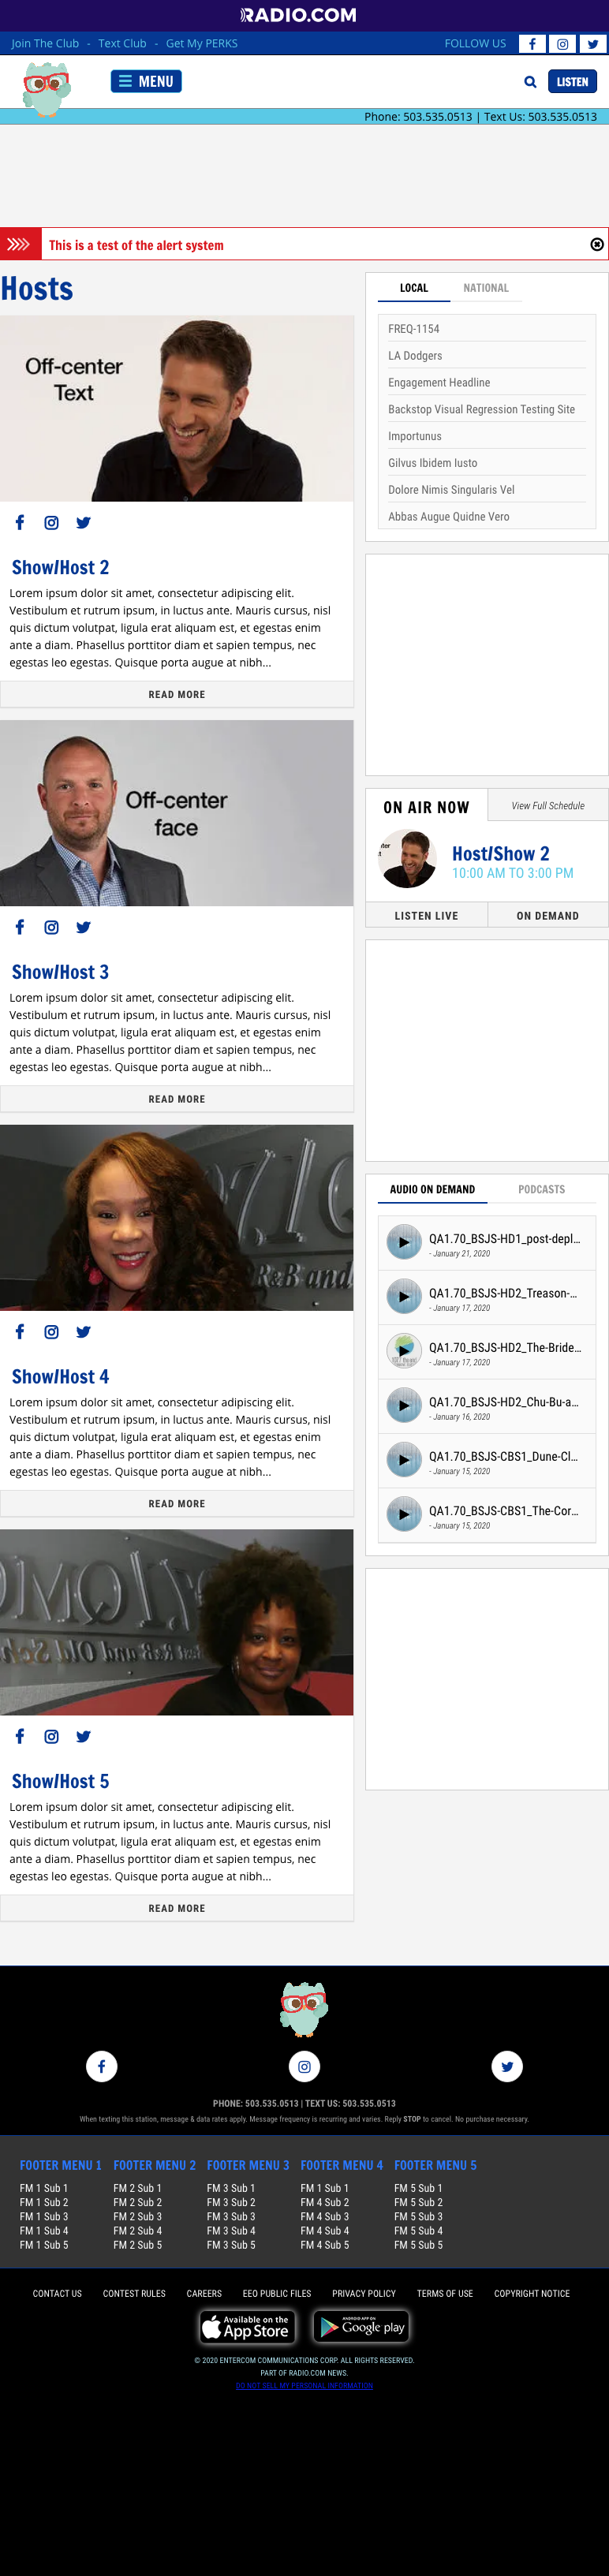 RADIO.COM
Join The Club - Text Club - Get My PERKS
FOLLOW US
MENU
LISTEN
Phone: 503.535.0513 | Text Us: 503.535.0513
This is a test of the alert system
Hosts
Off-center
Text
Show/Host 2
Lorem ipsum dolor sit amet, consectetur adipiscing elit.
Vestibulum et rutrum ipsum, in luctus ante. Mauris cursus, nisl
quis dictum volutpat, ligula erat aliquam est, et egestas enim
ante a diam. Phasellus porttitor diam et sapien tempus, nec
egestas leo egestas. Quisque porta augue at nibh...
READ MORE
Off-center
face
Show/Host 3
Lorem ipsum dolor sit amet, consectetur adipiscing elit.
Vestibulum et rutrum ipsum, in luctus ante. Mauris cursus, nisl
quis dictum volutpat, ligula erat aliquam est, et egestas enim
ante a diam. Phasellus porttitor diam et sapien tempus, nec
egestas leo egestas. Quisque porta augue at nibh...
READ MORE
R&B and
Show/Host 4
Lorem ipsum dolor sit amet, consectetur adipiscing elit.
Vestibulum et rutrum ipsum, in luctus ante. Mauris cursus, nisl
quis dictum volutpat, ligula erat aliquam est, et egestas enim
ante a diam. Phasellus porttitor diam et sapien tempus, nec
egestas leo egestas. Quisque porta augue at nibh...
READ MORE
Show/Host 5
Lorem ipsum dolor sit amet, consectetur adipiscing elit.
Vestibulum et rutrum ipsum, in luctus ante. Mauris cursus, nisl
quis dictum volutpat, ligula erat aliquam est, et egestas enim
ante a diam. Phasellus porttitor diam et sapien tempus, nec
egestas leo egestas. Quisque porta augue at nibh...
READ MORE
LOCAL NATIONAL
FREQ-1154
LA Dodgers
Engagement Headline
Backstop Visual Regression Testing Site
Importunus
Gilvus Ibidem Iusto
Dolore Nimis Singularis Vel
Abbas Augue Quidne Vero
ON AIR NOW
View Full Schedule
Host/Show 2
10:00 AM TO 3:00 PM
LISTEN LIVE ON DEMAND
AUDIO ON DEMAND PODCASTS
QA1.70_BSJS-HD1_post-depl...
- January 21, 2020
QA1.70_BSJS-HD2_Treason-...
- January 17, 2020
QA1.70_BSJS-HD2_The-Bride...
- January 17, 2020
QA1.70_BSJS-HD2_Chu-Bu-a...
- January 16, 2020
QA1.70_BSJS-CBS1_Dune-Cl...
- January 15, 2020
QA1.70_BSJS-CBS1_The-Cor...
- January 15, 2020
PHONE: 503.535.0513 | TEXT US: 503.535.0513
When texting this station, message & data rates apply. Message frequency is recurring and varies. Reply STOP to cancel. No purchase necessary.
FOOTER MENU 1 FOOTER MENU 2 FOOTER MENU 3 FOOTER MENU 4 FOOTER MENU 5
FM 1 Sub 1 FM 2 Sub 1 FM 3 Sub 1 FM 1 Sub 1 FM 5 Sub 1
FM 1 Sub 2 FM 2 Sub 2 FM 3 Sub 2 FM 4 Sub 2 FM 5 Sub 2
FM 1 Sub 3 FM 2 Sub 3 FM 3 Sub 3 FM 4 Sub 3 FM 5 Sub 3
FM 1 Sub 4 FM 2 Sub 4 FM 3 Sub 4 FM 4 Sub 4 FM 5 Sub 4
FM 1 Sub 5 FM 2 Sub 5 FM 3 Sub 5 FM 4 Sub 5 FM 5 Sub 5
CONTACT US CONTEST RULES CAREERS EEO PUBLIC FILES PRIVACY POLICY TERMS OF USE COPYRIGHT NOTICE
Available on the
App Store
ANDROID APP ON
Google play
© 2020 ENTERCOM COMMUNICATIONS CORP. ALL RIGHTS RESERVED.
PART OF RADIO.COM NEWS.
DO NOT SELL MY PERSONAL INFORMATION